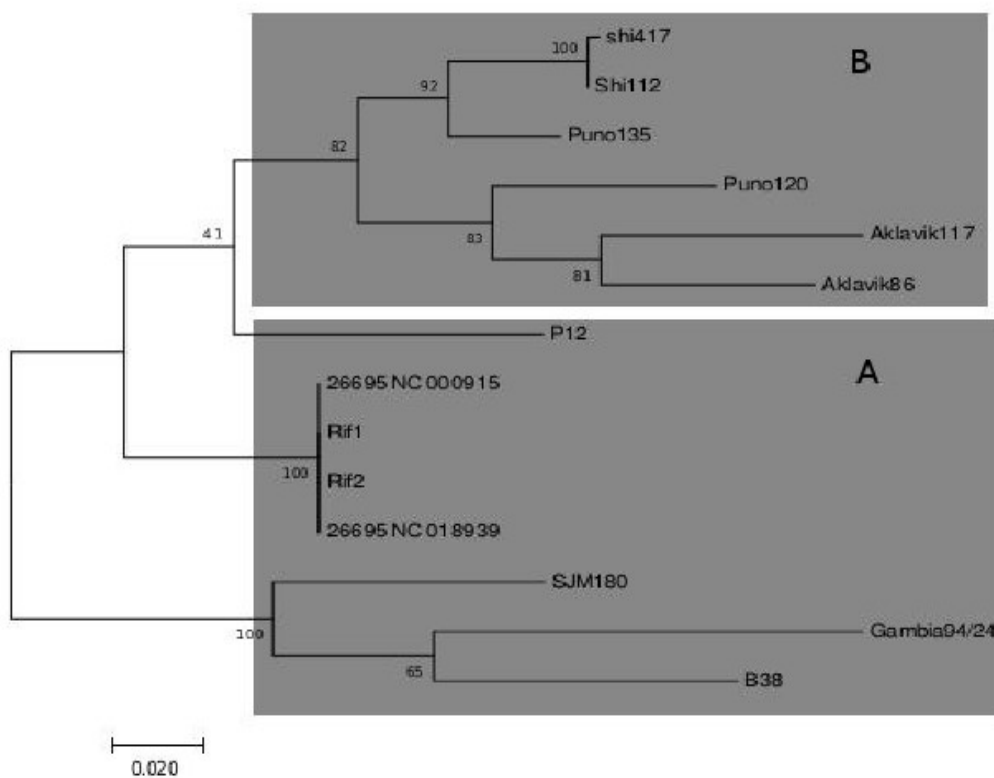 shi417
100
B
Shi112
92
Puno135
82
Puno120
41
Aklavik117
83
81
Aklavik86
P12
A
26695 NC 000915
Rif1
100
Rif2
26695 NC 018939
SJM180
Gambia94/24
100
65
B38
0.020